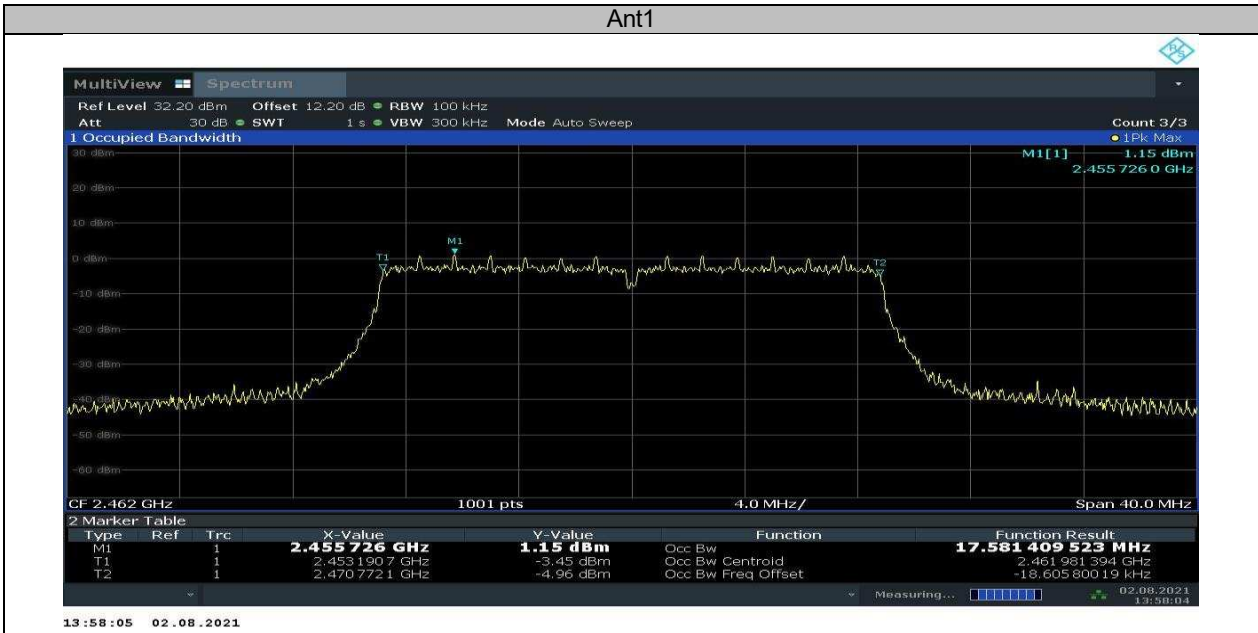 Ant1
R&S
MultiView Spectrum
Ref Level 32.20 dBm Offset 12.20 dB RBW 100 kHz
Att 30 dB SWT 1 s VBW 300 kHz Mode Auto Sweep Count 3/3
1 Occupied Bandwidth 1Pk Max
30 dBm
M1[1] 1.15 dBm
2.455 726 0 GHz
20 dBm
10 dBm
M1
0 dBm
T1
T2
-10 dBm
-20 dBm
-30 dBm
-40 dBm
-50 dBm
-60 dBm
CF 2.462 GHz 1001 pts 4.0 MHz/ Span 40.0 MHz
2 Marker Table
Type Ref Trc X-Value Y-Value Function Function Result
M1 1 2.455 726 GHz 1.15 dBm Occ Bw 17.581 409 523 MHz
T1 1 2.453 190 7 GHz -3.45 dBm Occ Bw Centroid 2.461 981 394 GHz
T2 1 2.470 772 1 GHz -4.96 dBm Occ Bw Freq Offset -18.605 800 19 kHz
Measuring... 02.08.2021
13:58:04
13:58:05 02.08.2021